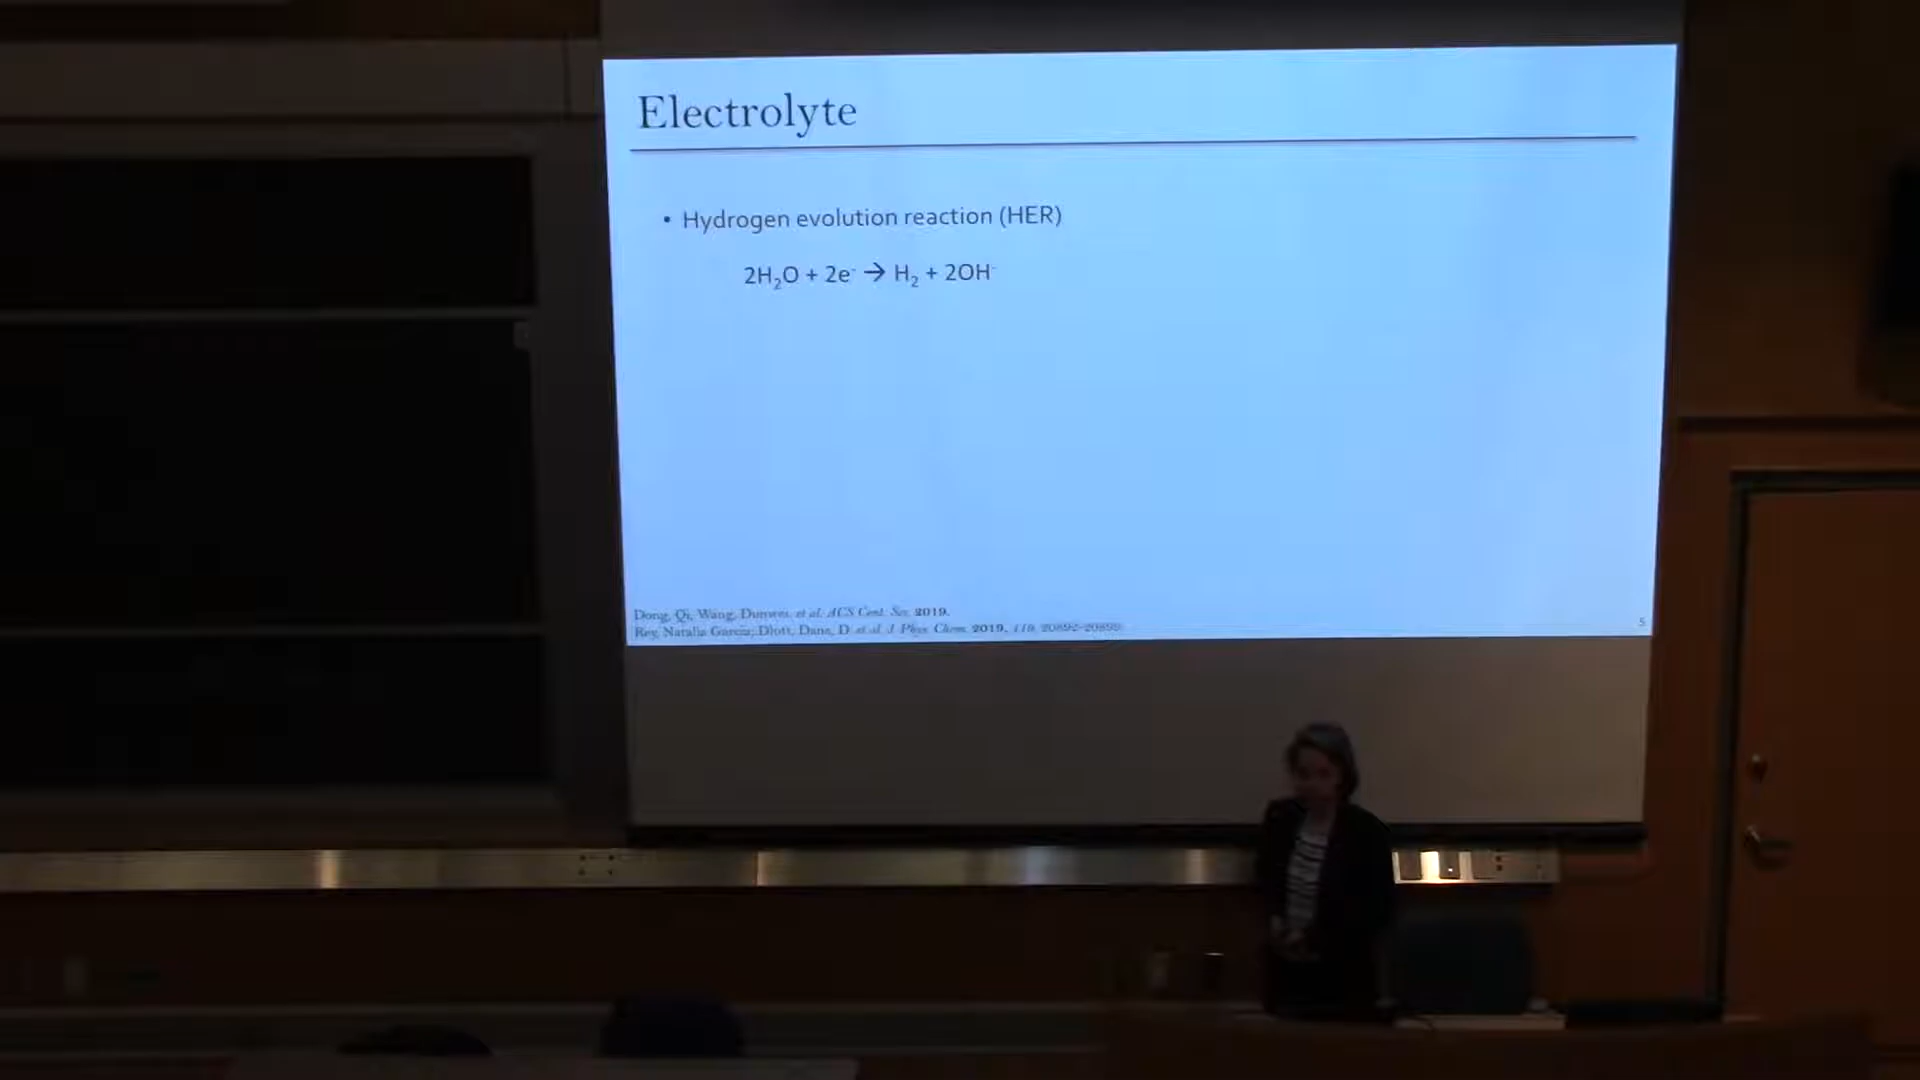 Electrolyte
• Hydrogen evolution reaction (HER)
2H₂O + 2e⁻ → H₂ + 2OH⁻
Dong, Qi, Wang, Dunwei, et al. ACS Cent. Sci. 2019.
Rey, Natalia Garcia; Dlott, Dana, D. et al. J. Phys. Chem. 2019, 20892-20899
5